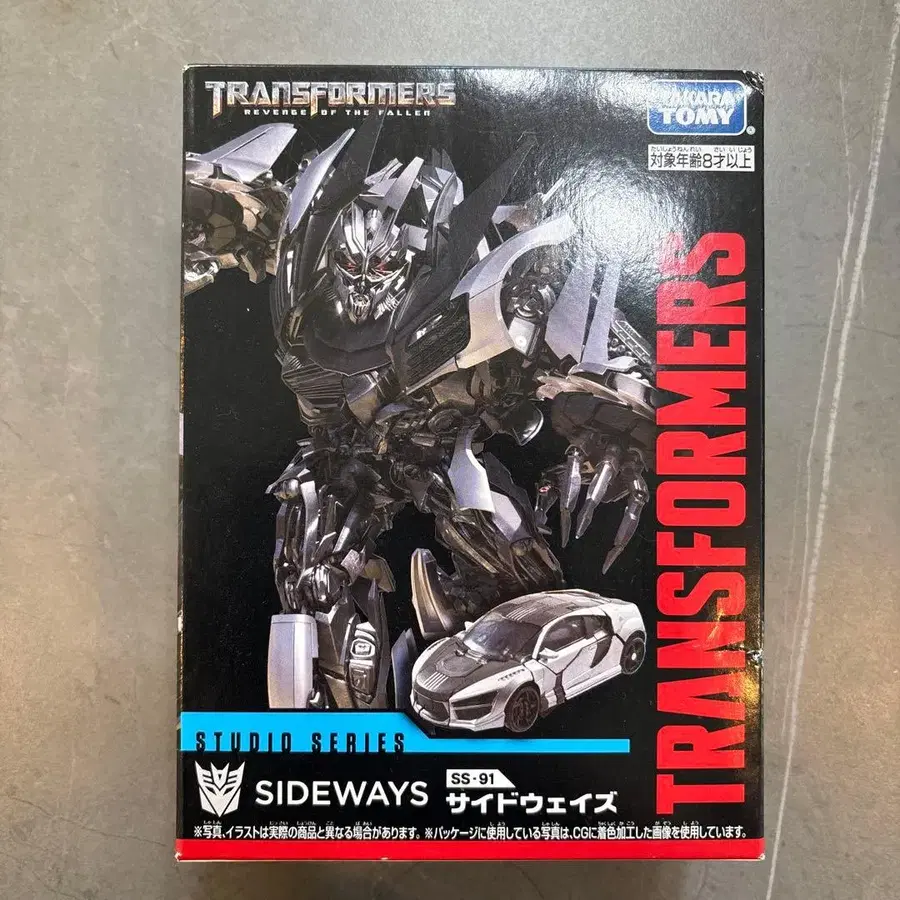 TRANSFORMERS
REVENGE OF THE FALLEN
TAKARA
TOMY
たいしょうねんれい さい いじょう
対象年齢8才以上
TRANSFORMERS
STUDIO SERIES
SIDEWAYS
SS-91
サイドウェイズ
※写真、イラストは実際の商品と異なる場合があります。※パッケージに使用している写真は、CGに着色加工した画像を使用しています。